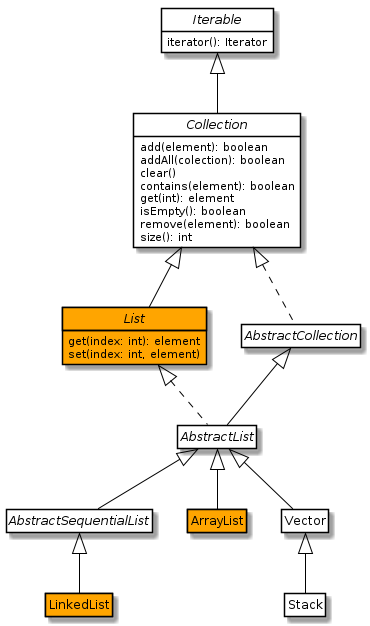 Iterable
iterator(): Iterator
Collection
add(element): boolean
addAll(colection): boolean
clear()
contains(element): boolean
get(int): element
isEmpty(): boolean
remove(element): boolean
size(): int
List
get(index: int): element
set(index: int, element)
AbstractCollection
AbstractList
AbstractSequentialList
ArrayList
Vector
LinkedList
Stack